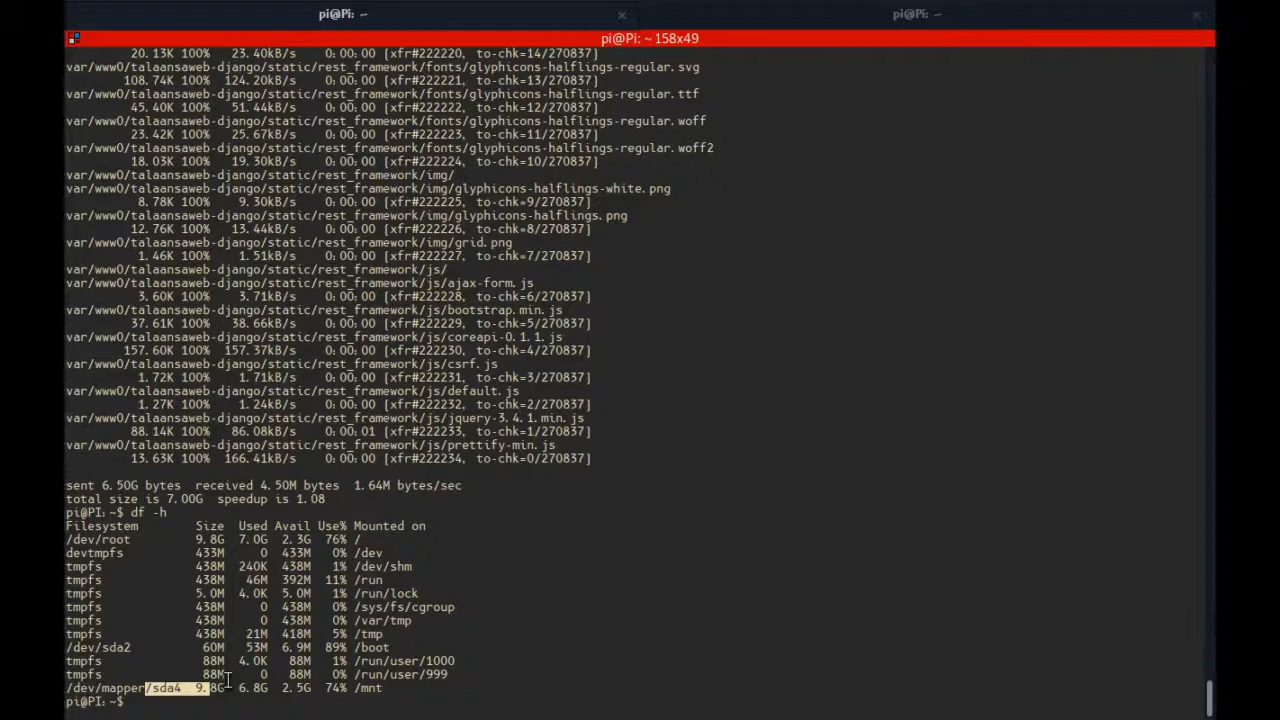 pi@Pi: ~
pi@Pi: ~
pi@Pi: ~ 158x49
20.13K 100% 23.40kB/s 0:00:00 [xfr#222220, to-chk=14/270837]
var/www0/talaansaweb-django/static/rest_framework/fonts/glyphicons-halflings-regular.svg
108.74K 100% 124.20kB/s 0:00:00 [xfr#222221, to-chk=13/270837]
var/www0/talaansaweb-django/static/rest_framework/fonts/glyphicons-halflings-regular.ttf
45.40K 100% 51.44kB/s 0:00:00 [xfr#222222, to-chk=12/270837]
var/www0/talaansaweb-django/static/rest_framework/fonts/glyphicons-halflings-regular.woff
23.42K 100% 25.67kB/s 0:00:00 [xfr#222223, to-chk=11/270837]
var/www0/talaansaweb-django/static/rest_framework/fonts/glyphicons-halflings-regular.woff2
18.03K 100% 19.30kB/s 0:00:00 [xfr#222224, to-chk=10/270837]
var/www0/talaansaweb-django/static/rest_framework/img/
var/www0/talaansaweb-django/static/rest_framework/img/glyphicons-halflings-white.png
8.78K 100% 9.30kB/s 0:00:00 [xfr#222225, to-chk=9/270837]
var/www0/talaansaweb-django/static/rest_framework/img/glyphicons-halflings.png
12.76K 100% 13.44kB/s 0:00:00 [xfr#222226, to-chk=8/270837]
var/www0/talaansaweb-django/static/rest_framework/img/grid.png
1.46K 100% 1.51kB/s 0:00:00 [xfr#222227, to-chk=7/270837]
var/www0/talaansaweb-django/static/rest_framework/js/
var/www0/talaansaweb-django/static/rest_framework/js/ajax-form.js
3.60K 100% 3.71kB/s 0:00:00 [xfr#222228, to-chk=6/270837]
var/www0/talaansaweb-django/static/rest_framework/js/bootstrap.min.js
37.61K 100% 38.66kB/s 0:00:00 [xfr#222229, to-chk=5/270837]
var/www0/talaansaweb-django/static/rest_framework/js/coreapi-0.1.1.js
157.60K 100% 157.37kB/s 0:00:00 [xfr#222230, to-chk=4/270837]
var/www0/talaansaweb-django/static/rest_framework/js/csrf.js
1.72K 100% 1.71kB/s 0:00:00 [xfr#222231, to-chk=3/270837]
var/www0/talaansaweb-django/static/rest_framework/js/default.js
1.27K 100% 1.24kB/s 0:00:00 [xfr#222232, to-chk=2/270837]
var/www0/talaansaweb-django/static/rest_framework/js/jquery-3.4.1.min.js
88.14K 100% 86.08kB/s 0:00:01 [xfr#222233, to-chk=1/270837]
var/www0/talaansaweb-django/static/rest_framework/js/prettify-min.js
13.63K 100% 166.41kB/s 0:00:00 [xfr#222234, to-chk=0/270837]
sent 6.50G bytes received 4.50M bytes 1.64M bytes/sec
total size is 7.00G speedup is 1.08
pi@PI:~$ df -h
Filesystem Size Used Avail Use% Mounted on
/dev/root 9.8G 7.0G 2.3G 76% /
devtmpfs 433M 0 433M 0% /dev
tmpfs 438M 240K 438M 1% /dev/shm
tmpfs 438M 46M 392M 11% /run
tmpfs 5.0M 4.0K 5.0M 1% /run/lock
tmpfs 438M 0 438M 0% /sys/fs/cgroup
tmpfs 438M 0 438M 0% /var/tmp
tmpfs 438M 21M 418M 5% /tmp
/dev/sda2 60M 53M 6.9M 89% /boot
tmpfs 88M 4.0K 88M 1% /run/user/1000
tmpfs 88M 0 88M 0% /run/user/999
/dev/mapper/sda4 9.8G 6.8G 2.5G 74% /mnt
pi@PI:~$